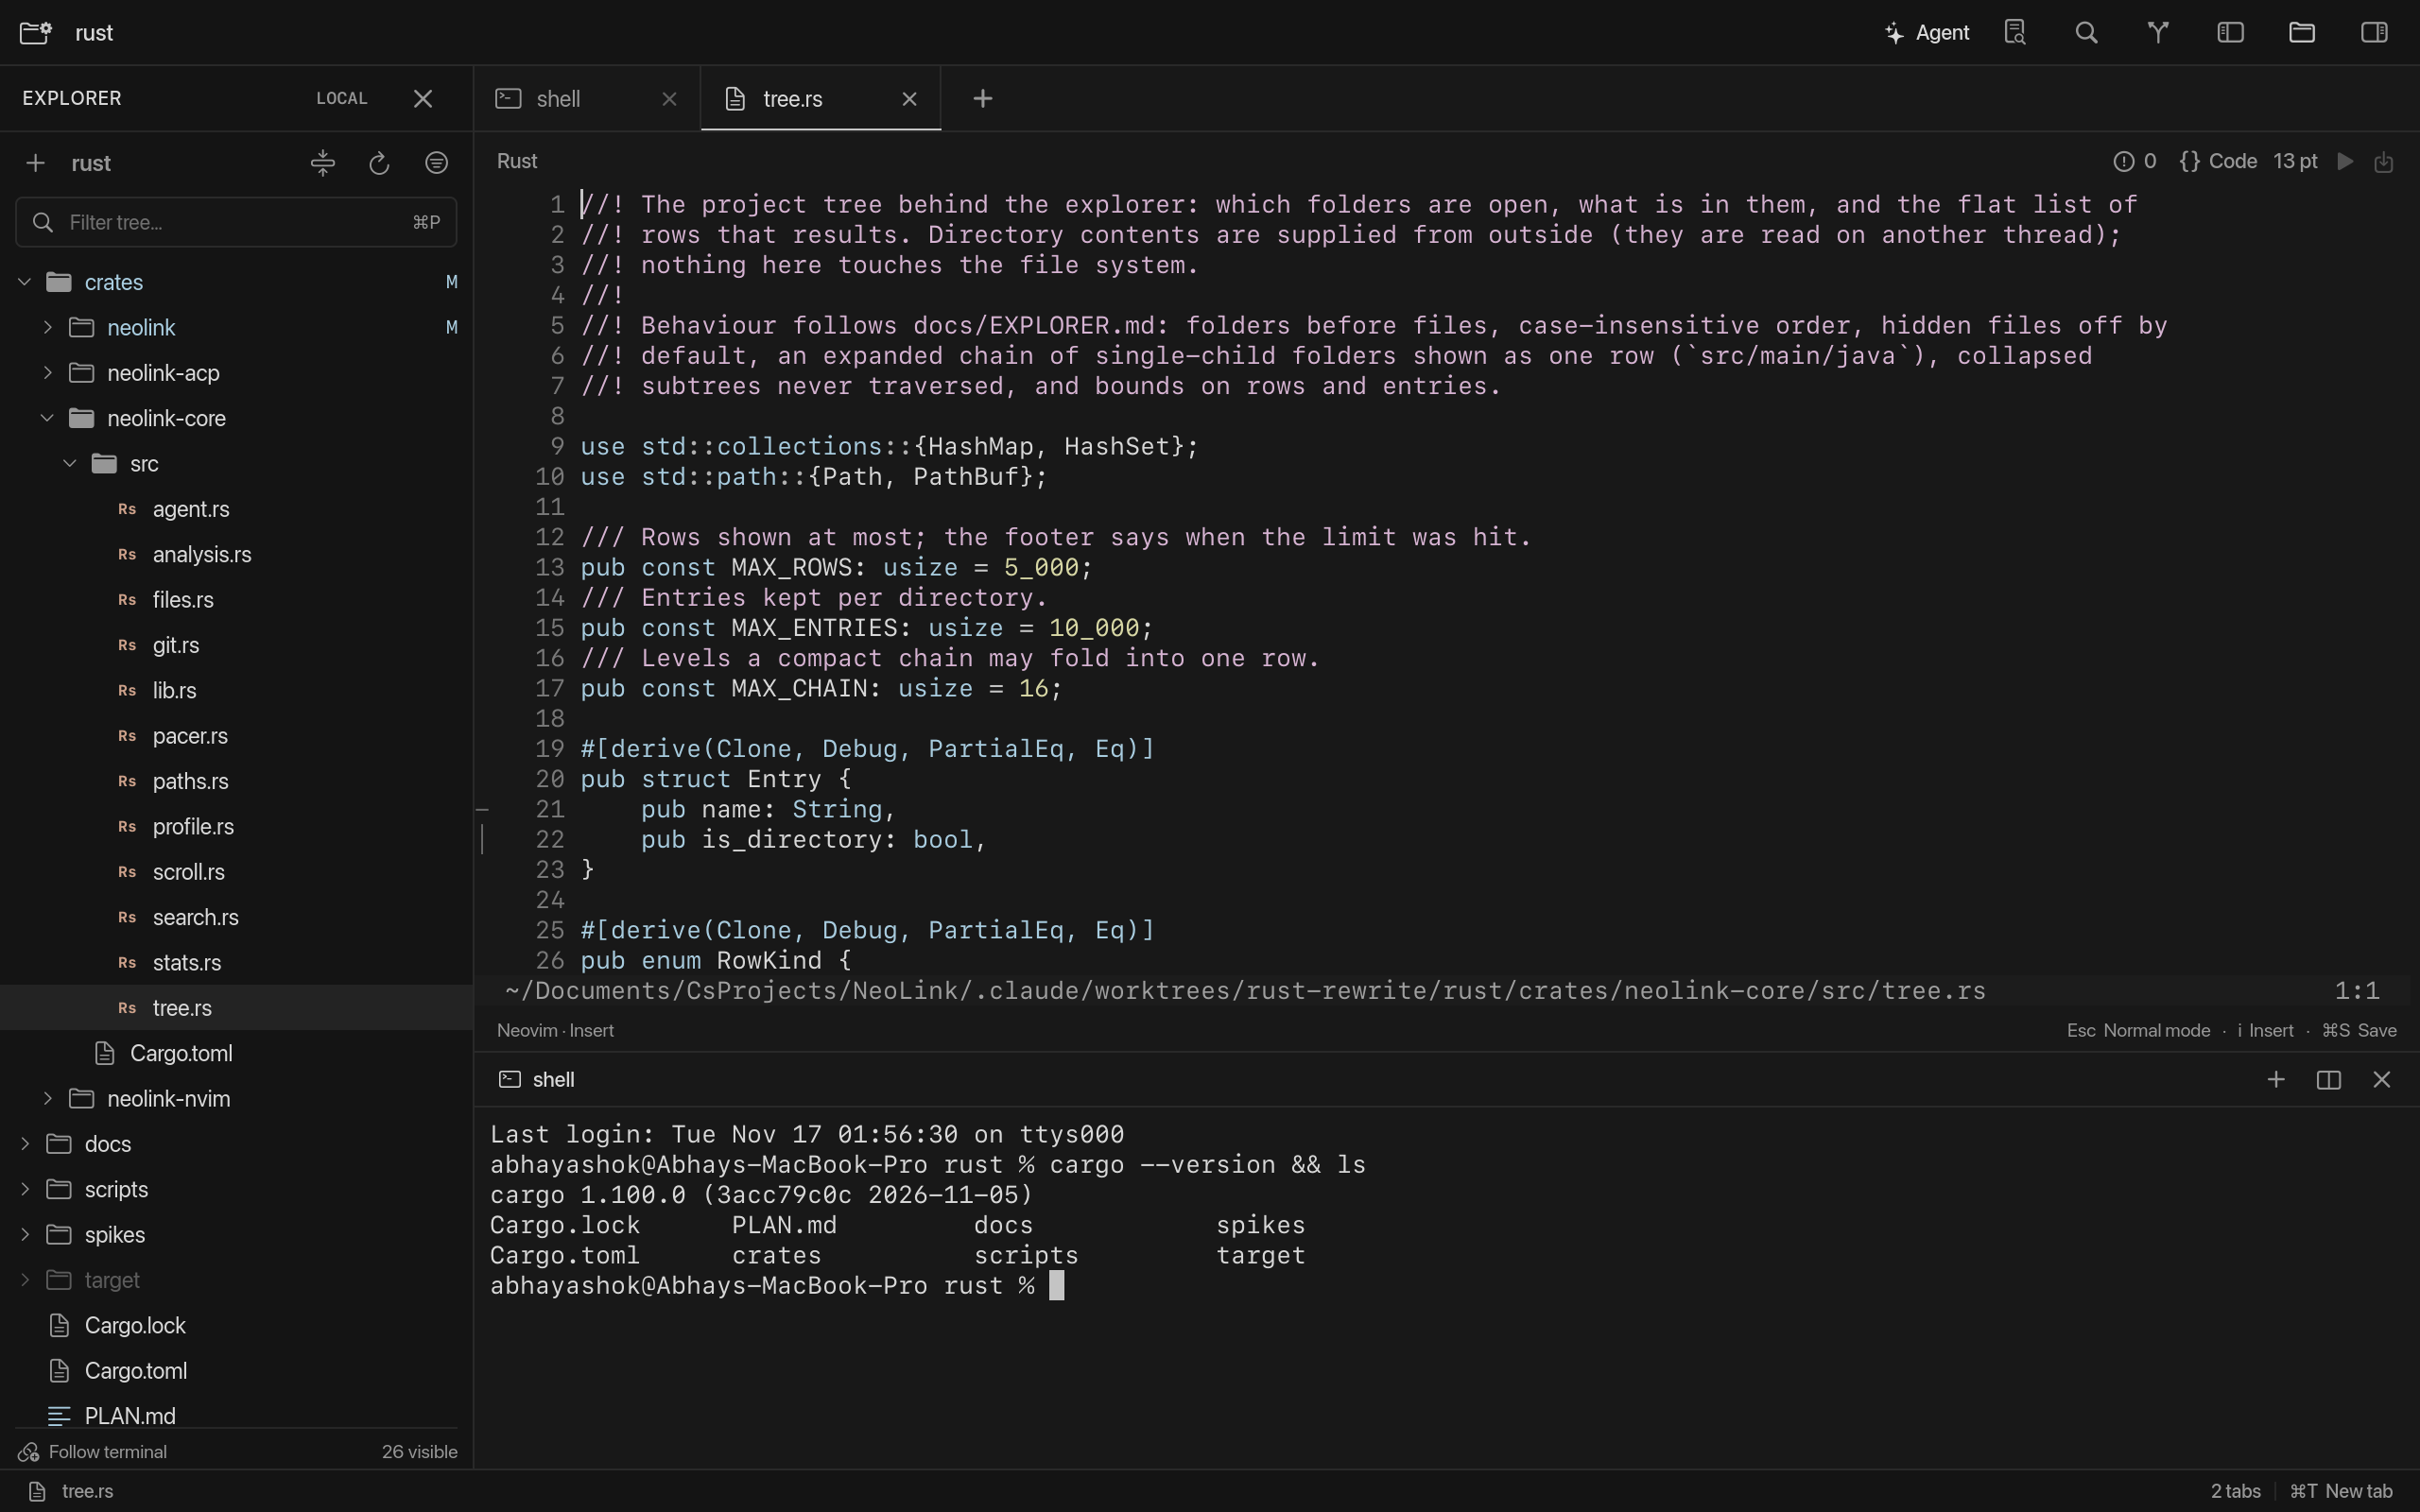 rust
Agent
EXPLORER LOCAL
shell
tree.rs
rust
Filter tree... ⌘P
crates M
neolink M
neolink-acp
neolink-core
src
Rs agent.rs
Rs analysis.rs
Rs files.rs
Rs git.rs
Rs lib.rs
Rs pacer.rs
Rs paths.rs
Rs profile.rs
Rs scroll.rs
Rs search.rs
Rs stats.rs
Rs tree.rs
Cargo.toml
neolink-nvim
docs
scripts
spikes
target
Cargo.lock
Cargo.toml
PLAN.md
Follow terminal 26 visible
Rust 0 {} Code 13 pt
1 //! The project tree behind the explorer: which folders are open, what is in them, and the flat list of
2 //! rows that results. Directory contents are supplied from outside (they are read on another thread);
3 //! nothing here touches the file system.
4 //!
5 //! Behaviour follows docs/EXPLORER.md: folders before files, case-insensitive order, hidden files off by
6 //! default, an expanded chain of single-child folders shown as one row (`src/main/java`), collapsed
7 //! subtrees never traversed, and bounds on rows and entries.
8
9 use std::collections::{HashMap, HashSet};
10 use std::path::{Path, PathBuf};
11
12 /// Rows shown at most; the footer says when the limit was hit.
13 pub const MAX_ROWS: usize = 5_000;
14 /// Entries kept per directory.
15 pub const MAX_ENTRIES: usize = 10_000;
16 /// Levels a compact chain may fold into one row.
17 pub const MAX_CHAIN: usize = 16;
18
19 #[derive(Clone, Debug, PartialEq, Eq)]
20 pub struct Entry {
21     pub name: String,
22     pub is_directory: bool,
23 }
24
25 #[derive(Clone, Debug, PartialEq, Eq)]
26 pub enum RowKind {
~/Documents/CsProjects/NeoLink/.claude/worktrees/rust-rewrite/rust/crates/neolink-core/src/tree.rs 1:1
Neovim · Insert Esc Normal mode · i Insert · ⌘S Save
shell
Last login: Tue Nov 17 01:56:30 on ttys000
abhayashok@Abhays-MacBook-Pro rust % cargo --version && ls
cargo 1.100.0 (3acc79c0c 2026-11-05)
Cargo.lock PLAN.md docs spikes
Cargo.toml crates scripts target
abhayashok@Abhays-MacBook-Pro rust %
tree.rs 2 tabs ⌘T New tab